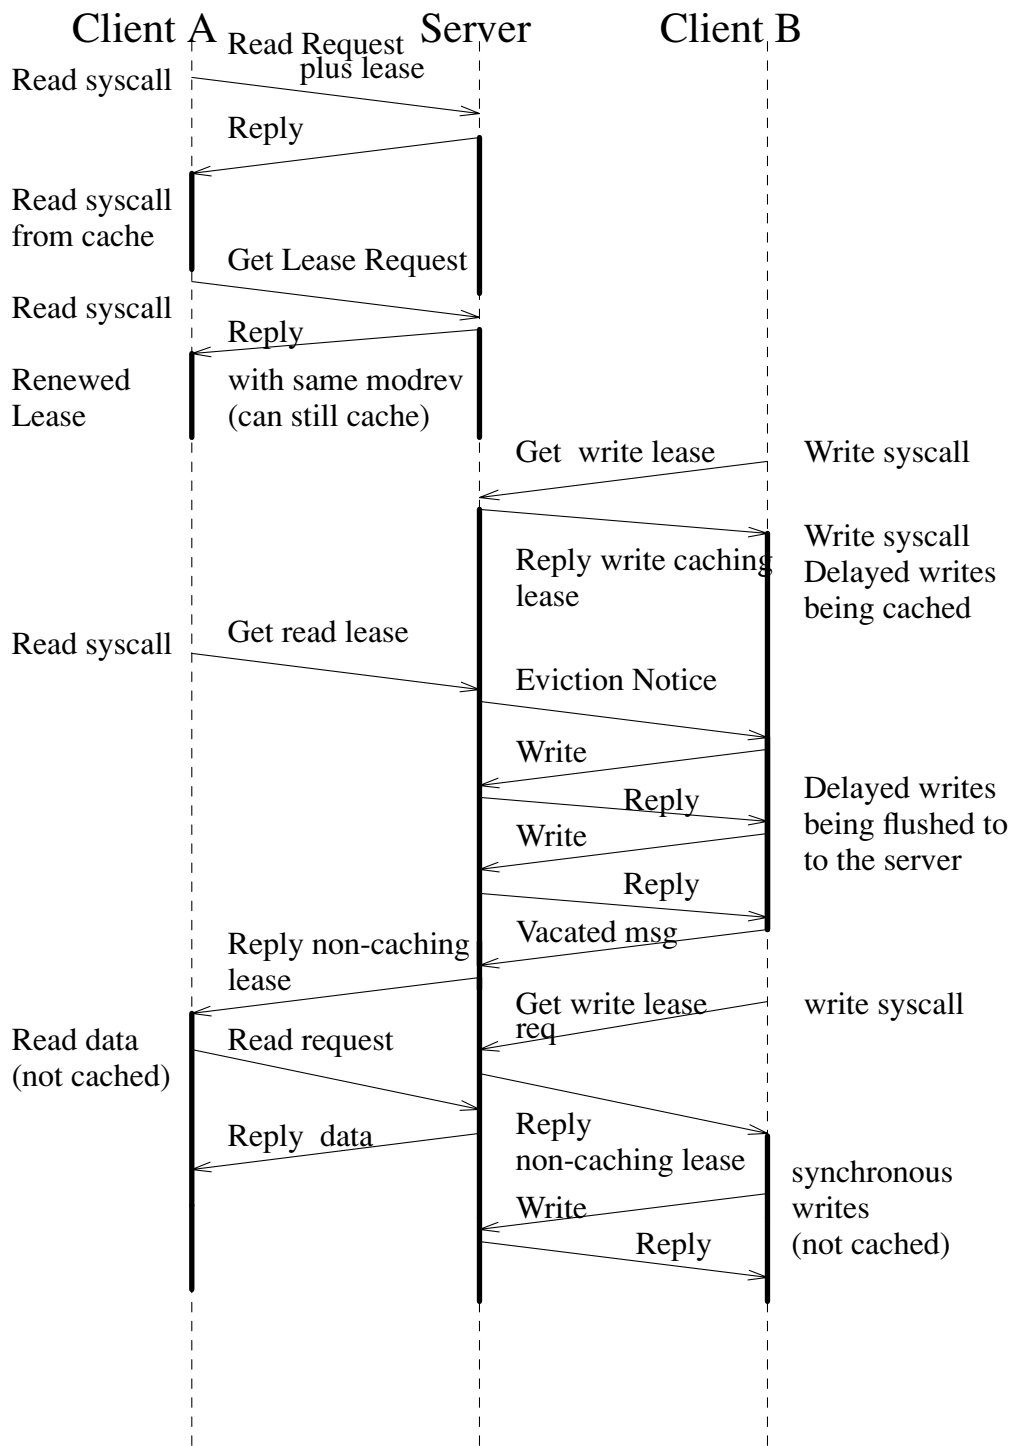 Client A
Server
Client B
Read Request
plus lease
Read syscall
Reply
Read syscall
from cache
Get Lease Request
Read syscall
Reply
Renewed
Lease
with same modrev
(can still cache)
Get  write lease
Write syscall
Reply write caching
lease
Write syscall
Delayed writes
being cached
Read syscall
Get read lease
Eviction Notice
Write
Reply
Write
Reply
Delayed writes
being flushed to
to the server
Vacated msg
Reply non-caching
lease
Get write lease
req
write syscall
Read data
(not cached)
Read request
Reply  data
Reply
non-caching lease
synchronous
writes
(not cached)
Write
Reply